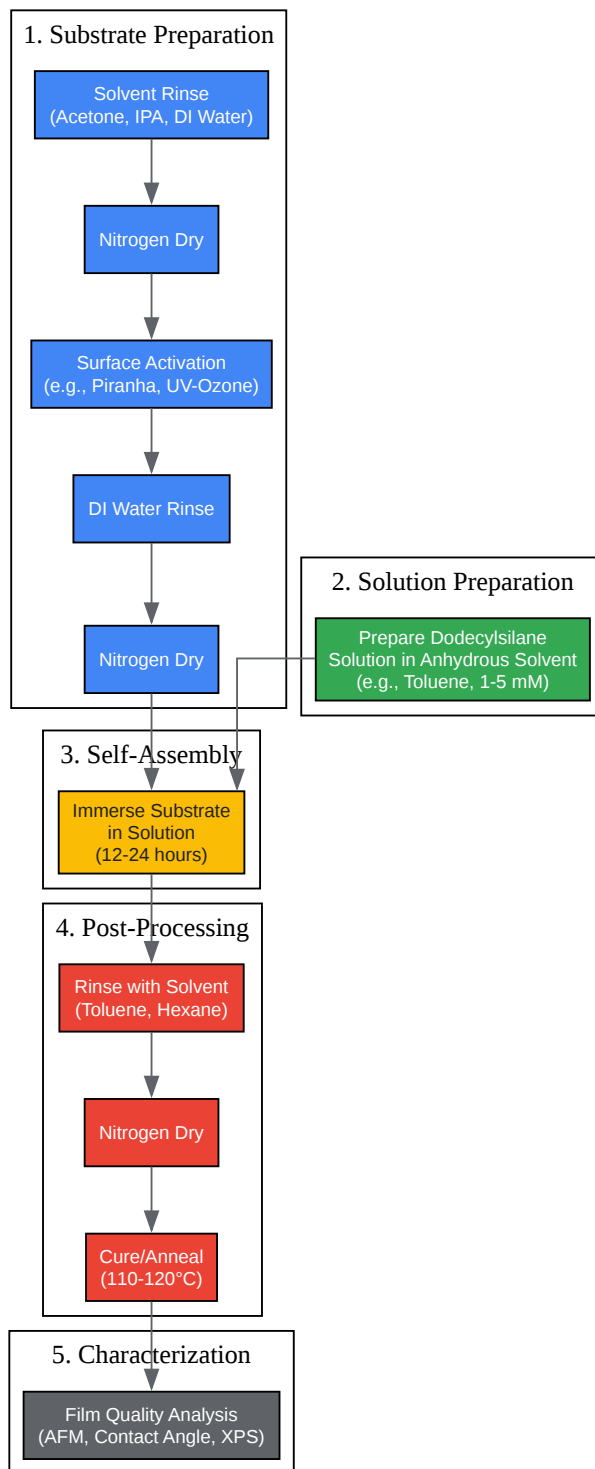 1. Substrate Preparation
Solvent Rinse
(Acetone, IPA, DI Water)
Nitrogen Dry
Surface Activation
(e.g., Piranha, UV-Ozone)
DI Water Rinse
Nitrogen Dry
2. Solution Preparation
Prepare Dodecylsilane
Solution in Anhydrous Solvent
(e.g., Toluene, 1-5 mM)
3. Self-Assembly
Immerse Substrate
in Solution
(12-24 hours)
4. Post-Processing
Rinse with Solvent
(Toluene, Hexane)
Nitrogen Dry
Cure/Anneal
(110-120°C)
5. Characterization
Film Quality Analysis
(AFM, Contact Angle, XPS)